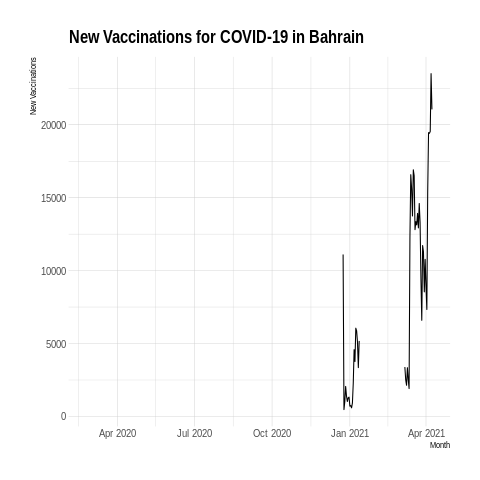 New Vaccinations for COVID-19 in Bahrain
New Vaccinations
20000
15000
10000
5000
0
Apr 2020 Jul 2020 Oct 2020 Jan 2021 Apr 2021
Month